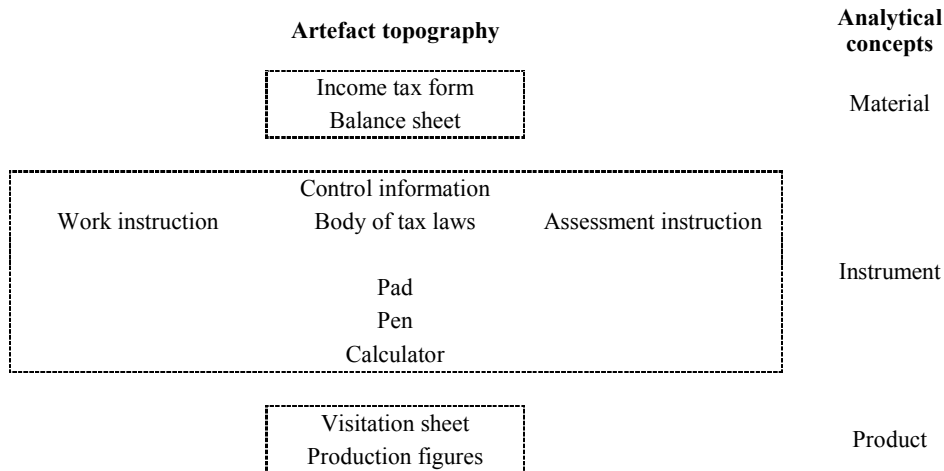 Artefact topography
Analytical
concepts
Income tax form
Balance sheet
Material
Control information
Work instruction Body of tax laws Assessment instruction
Pad
Pen
Calculator
Instrument
Visitation sheet
Production figures
Product